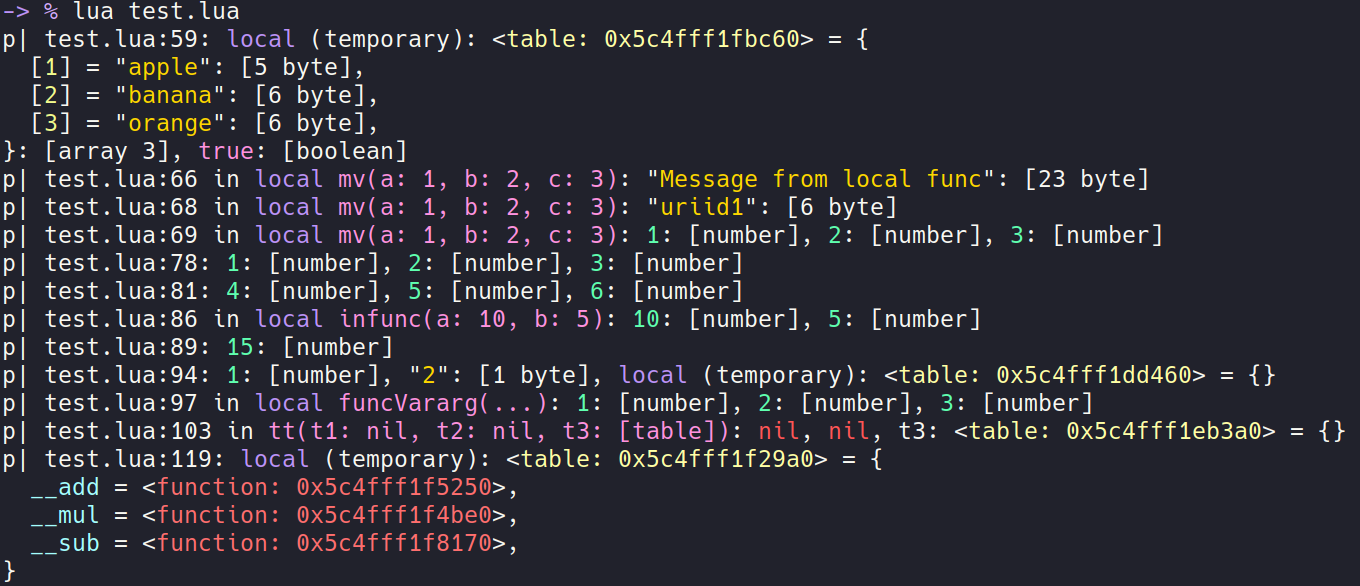 -> % lua test.lua
p| test.lua:59: local (temporary): <table: 0x5c4fff1fbc60> = {
  [1] = "apple": [5 byte],
  [2] = "banana": [6 byte],
  [3] = "orange": [6 byte],
}: [array 3], true: [boolean]
p| test.lua:66 in local mv(a: 1, b: 2, c: 3): "Message from local func": [23 byte]
p| test.lua:68 in local mv(a: 1, b: 2, c: 3): "uriid1": [6 byte]
p| test.lua:69 in local mv(a: 1, b: 2, c: 3): 1: [number], 2: [number], 3: [number]
p| test.lua:78: 1: [number], 2: [number], 3: [number]
p| test.lua:81: 4: [number], 5: [number], 6: [number]
p| test.lua:86 in local infunc(a: 10, b: 5): 10: [number], 5: [number]
p| test.lua:89: 15: [number]
p| test.lua:94: 1: [number], "2": [1 byte], local (temporary): <table: 0x5c4fff1dd460> = {}
p| test.lua:97 in local funcVararg(...): 1: [number], 2: [number], 3: [number]
p| test.lua:103 in tt(t1: nil, t2: nil, t3: [table]): nil, nil, t3: <table: 0x5c4fff1eb3a0> = {}
p| test.lua:119: local (temporary): <table: 0x5c4fff1f29a0> = {
  __add = <function: 0x5c4fff1f5250>,
  __mul = <function: 0x5c4fff1f4be0>,
  __sub = <function: 0x5c4fff1f8170>,
}